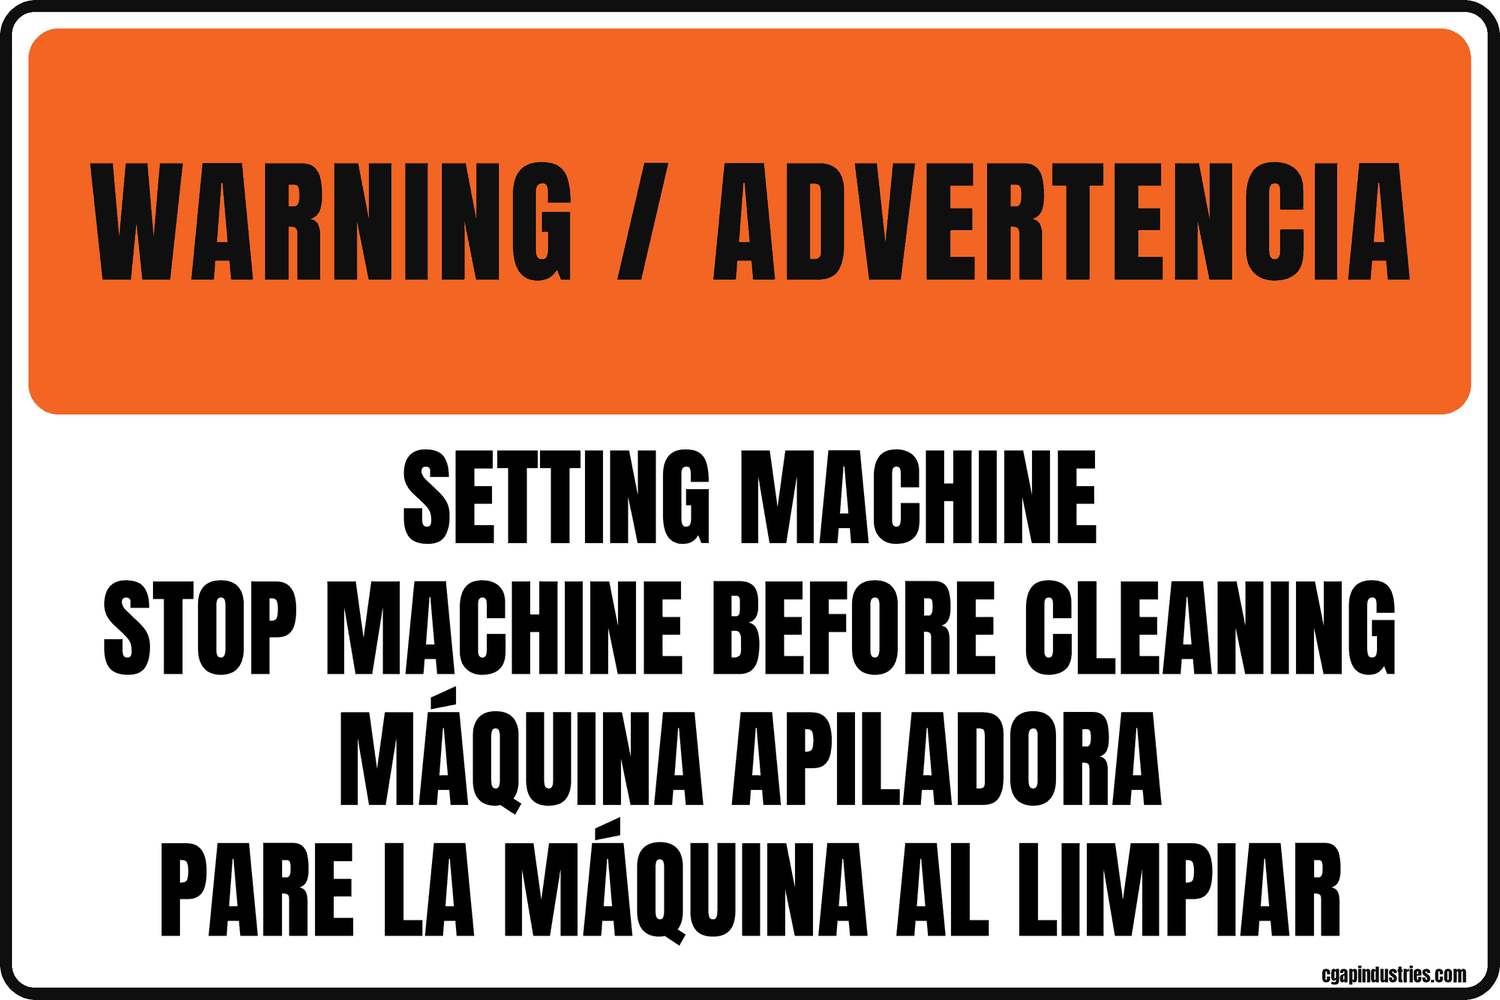 WARNING / ADVERTENCIA
SETTING MACHINE
STOP MACHINE BEFORE CLEANING
MÁQUINA APILADORA
PARE LA MÁQUINA AL LIMPIAR
cgapindustries.com